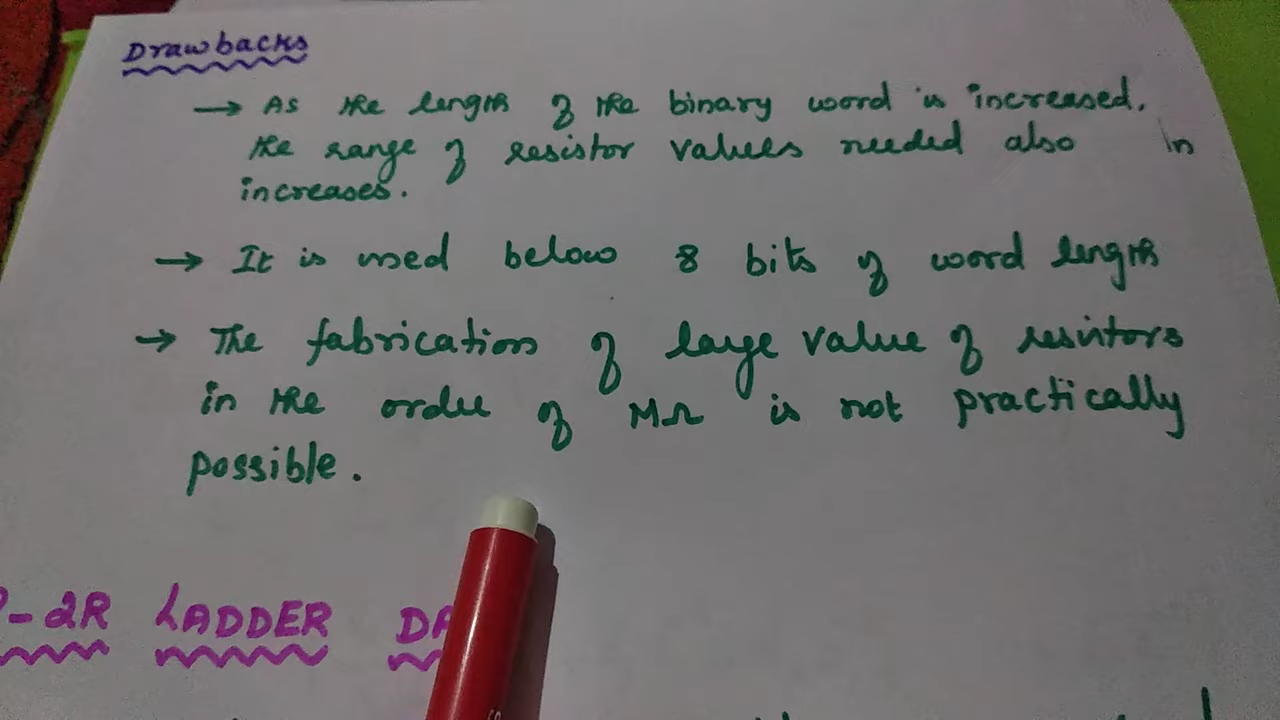 Drawbacks
→ As the length of the binary word is increased.
the range of resistor values needed also in
increases.
→ It is used below 8 bits of word length
→ The fabrication of large value of resistors
in the order of MΩ is not practically
possible.
-2R LADDER DA